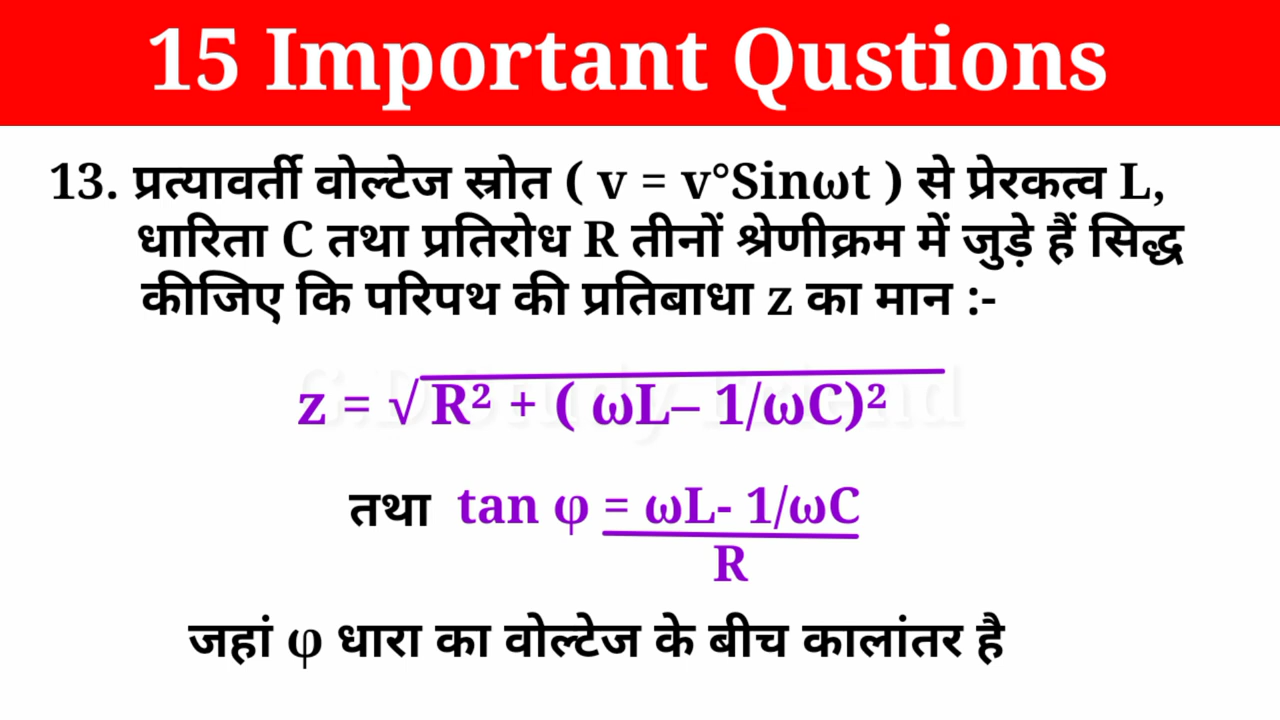 15 Important Qustions
13. प्रत्यावर्ती वोल्टेज स्रोत ( v = v°Sinωt ) से प्रेरकत्व L,
धारिता C तथा प्रतिरोध R तीनों श्रेणीक्रम में जुड़े हैं सिद्ध
कीजिए कि परिपथ की प्रतिबाधा z का मान :-
z = √ R² + ( ωL– 1/ωC)²
तथा tan φ = ωL- 1/ωC
R
जहां φ धारा का वोल्टेज के बीच कालांतर है